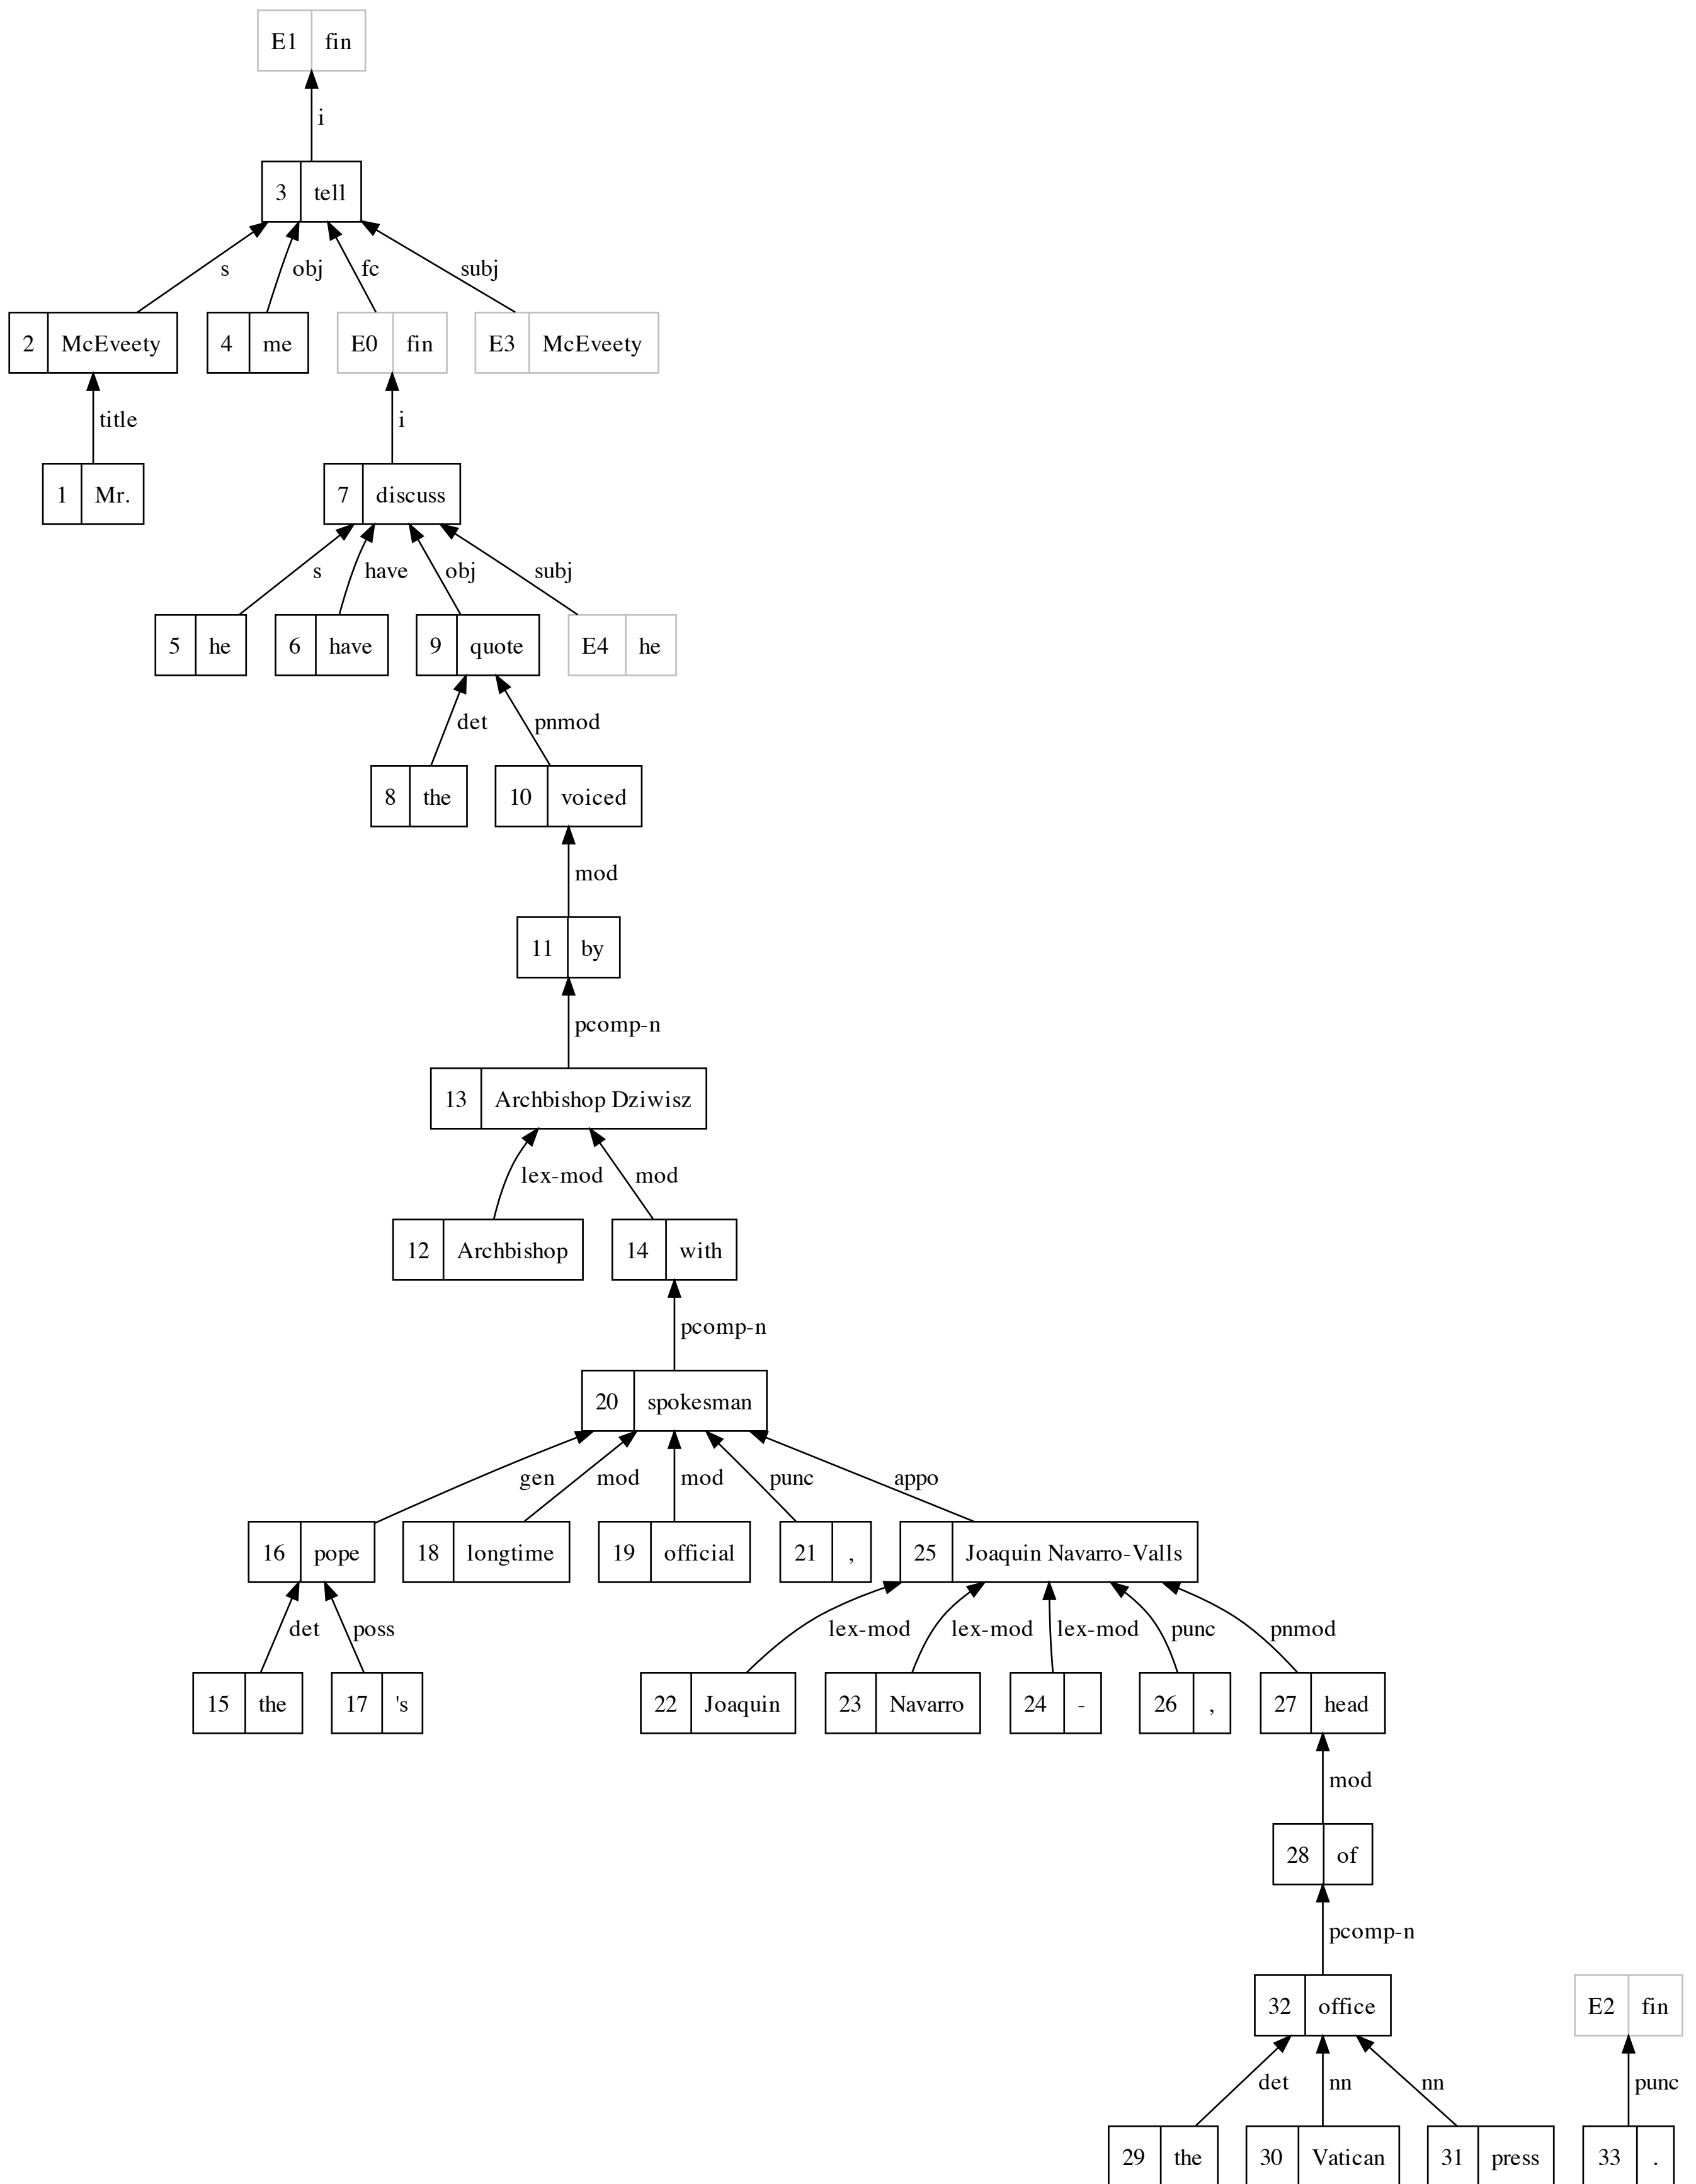 E1 fin
i
3 tell
s obj fc subj
2 McEveety 4 me E0 fin E3 McEveety
title i
1 Mr. 7 discuss
s have obj subj
5 he 6 have 9 quote E4 he
det pnmod
8 the 10 voiced
mod
11 by
pcomp-n
13 Archbishop Dziwisz
lex-mod mod
12 Archbishop 14 with
pcomp-n
20 spokesman
gen mod mod punc appo
16 pope 18 longtime 19 official 21 , 25 Joaquin Navarro-Valls
det poss lex-mod lex-mod lex-mod punc pnmod
15 the 17 's 22 Joaquin 23 Navarro 24 - 26 , 27 head
mod
28 of
pcomp-n
32 office E2 fin
det nn nn punc
29 the 30 Vatican 31 press 33 .